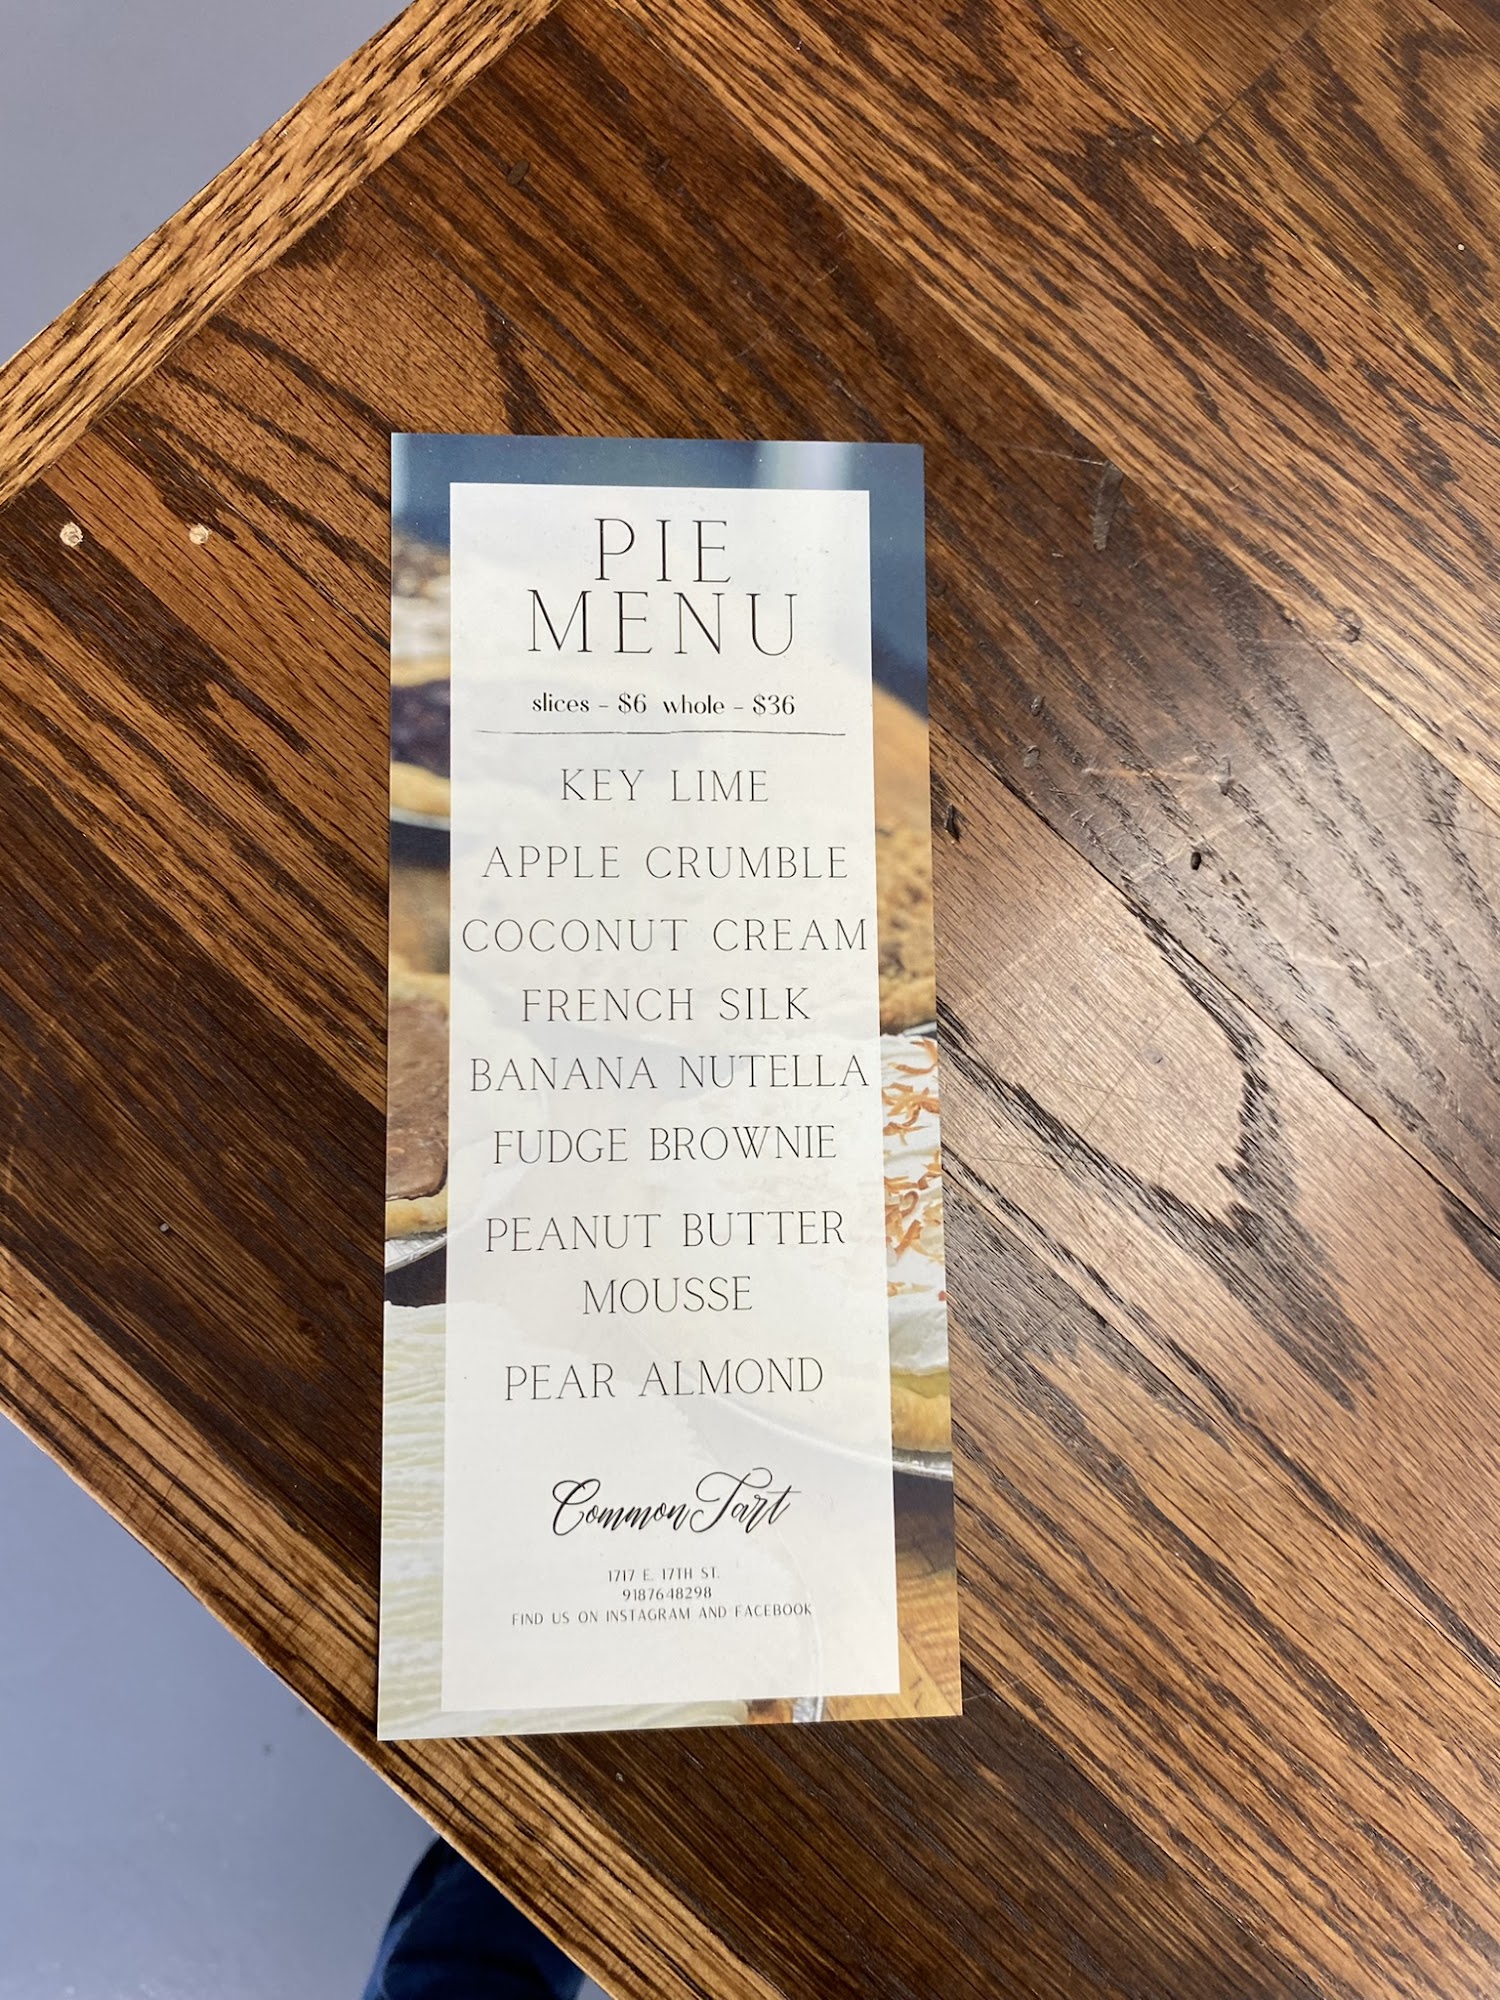 PIE
MENU
slices - $6 whole - $36
KEY LIME
APPLE CRUMBLE
COCONUT CREAM
FRENCH SILK
BANANA NUTELLA
FUDGE BROWNIE
PEANUT BUTTER
MOUSSE
PEAR ALMOND
Common Tart
1717 E. 17TH ST.
9187648298
FIND US ON INSTAGRAM AND FACEBOOK